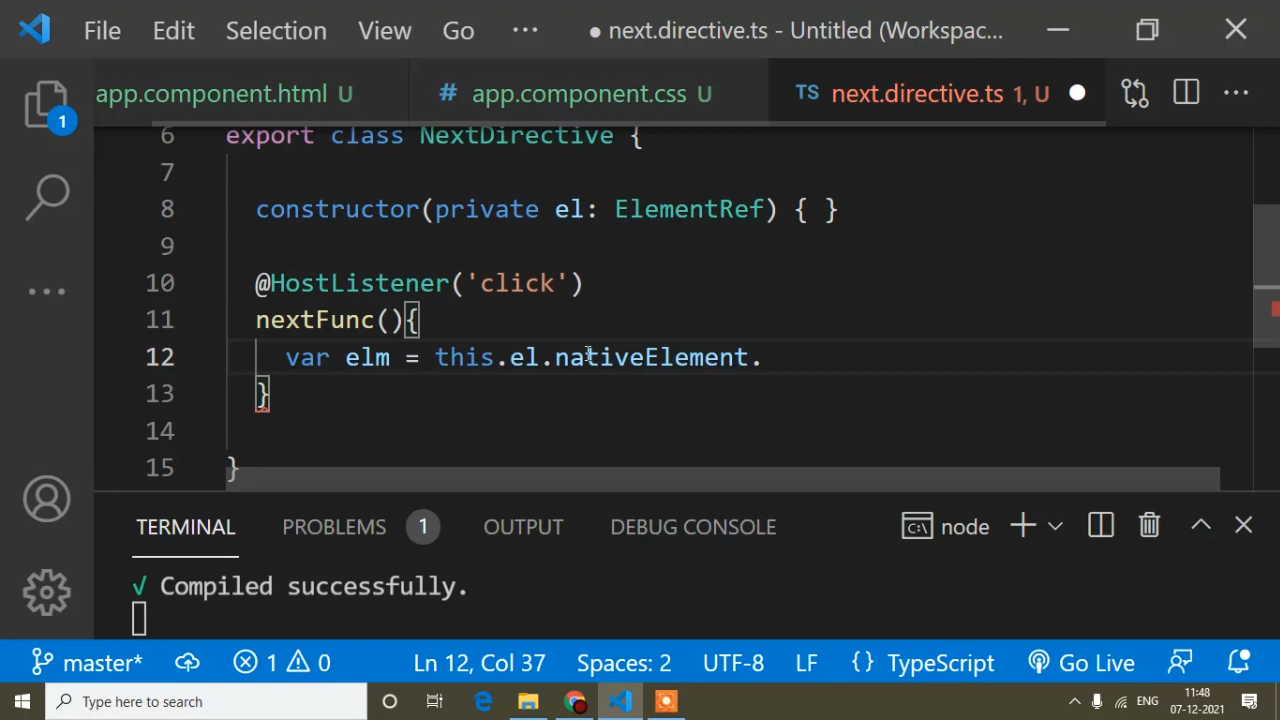 File Edit Selection View Go ··· ● next.directive.ts - Untitled (Workspac...
app.component.html U # app.component.css U TS next.directive.ts 1, U
1
6 export class NextDirective {
7
8 constructor(private el: ElementRef) { }
9
10 @HostListener('click')
11 nextFunc(){
12 var elm = this.el.nativeElement.
13 }
14
15 }
TERMINAL PROBLEMS 1 OUTPUT DEBUG CONSOLE node
√ Compiled successfully.
master* 1 0 Ln 12, Col 37 Spaces: 2 UTF-8 LF {} TypeScript Go Live
Type here to search ENG 11:48
07-12-2021